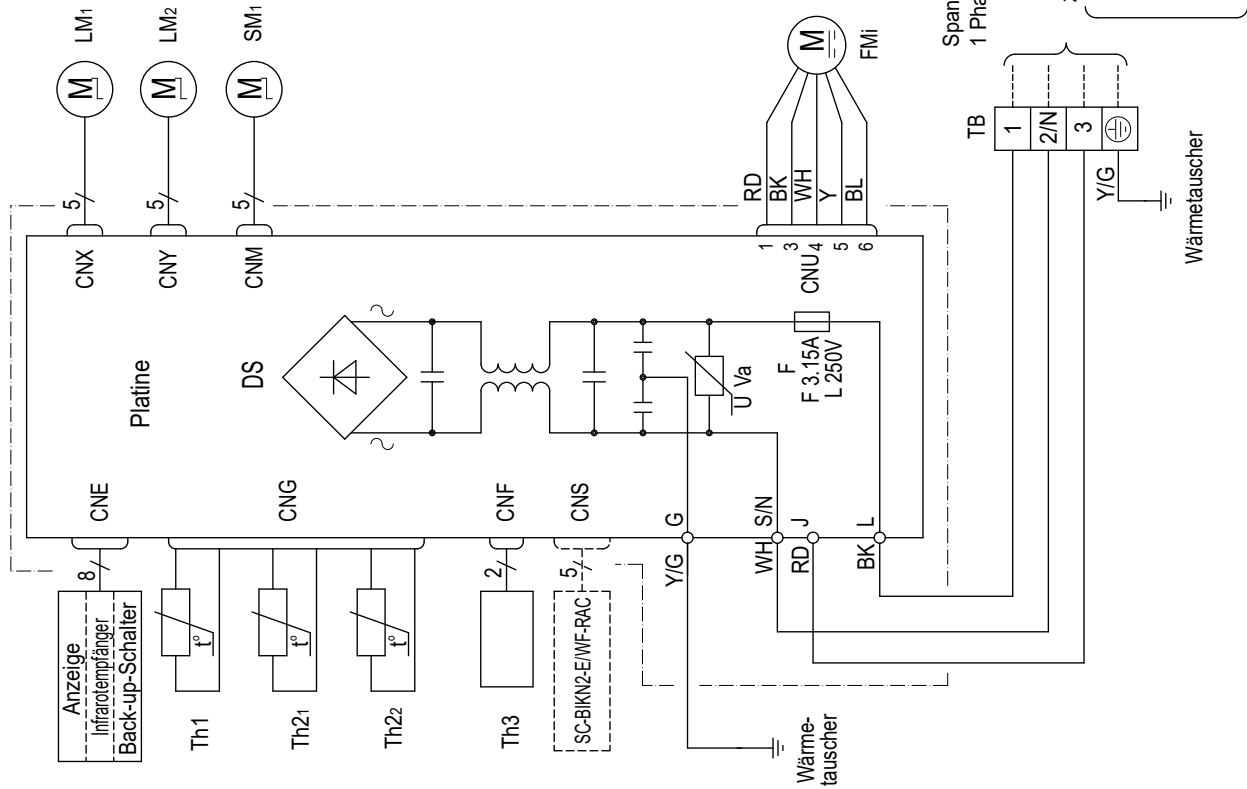 LM1
LM2
SM1
M
M
M
5
5
5
CNX
CNY
CNM
Platine
DS
CNE
CNG
CNF
CNS
8
2
5
Anzeige
Infrarotempfänger
Back-up-Schalter
t°
t°
t°
Th1
Th21
Th22
Th3
SC-BIKN2-E/WF-RAC
Wärme-
tauscher
Y/G
G
WH
S/N
RD
J
BK
L
U
Va
F
F 3.15A
L 250V
CNU
1
3
4
5
6
RD
BK
WH
Y
BL
M
FMi
TB
1
2/N
3
Y/G
Wärmetauscher
1 Pha